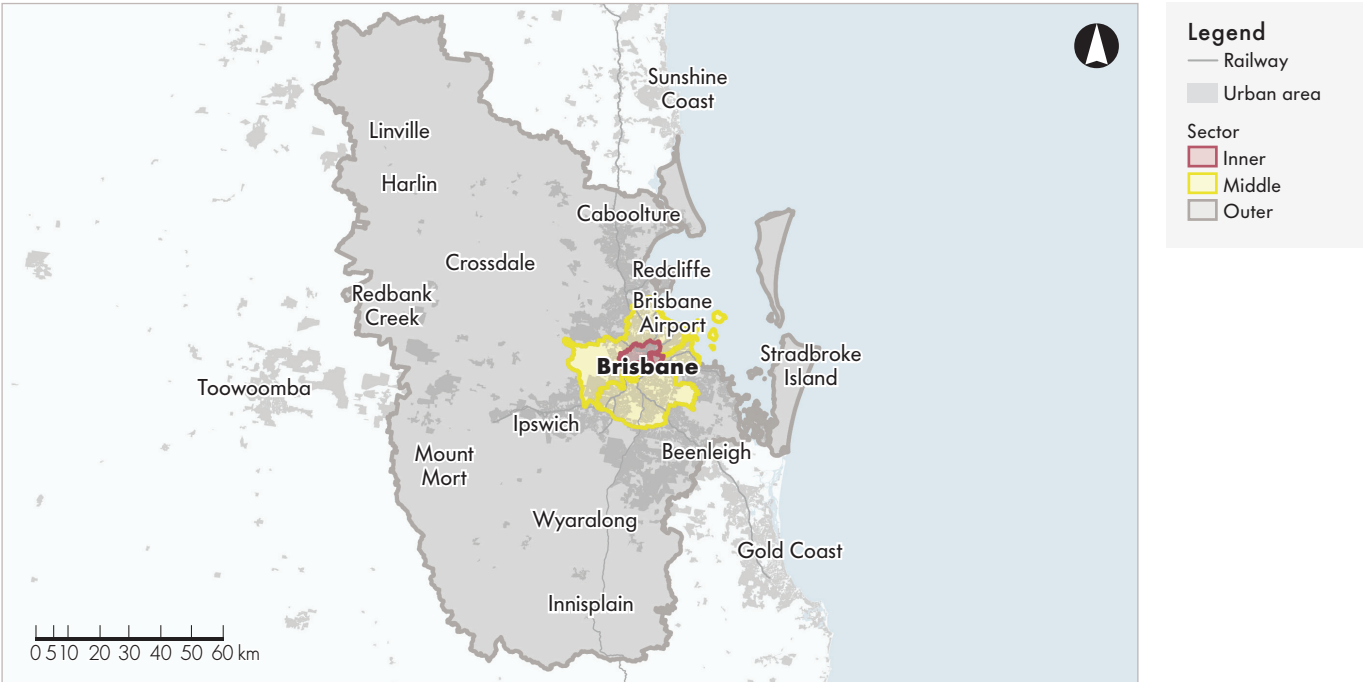 Sunshine
Coast
Linville
Harlin
Caboolture
Crossdale
Redcliffe
Redbank
Creek
Brisbane
Airport
Brisbane
Stradbroke
Island
Toowoomba
Ipswich
Mount
Mort
Beenleigh
Wyaralong
Gold Coast
Innisplain
0 5 10 20 30 40 50 60 km
Legend
Railway
Urban area
Sector
Inner
Middle
Outer